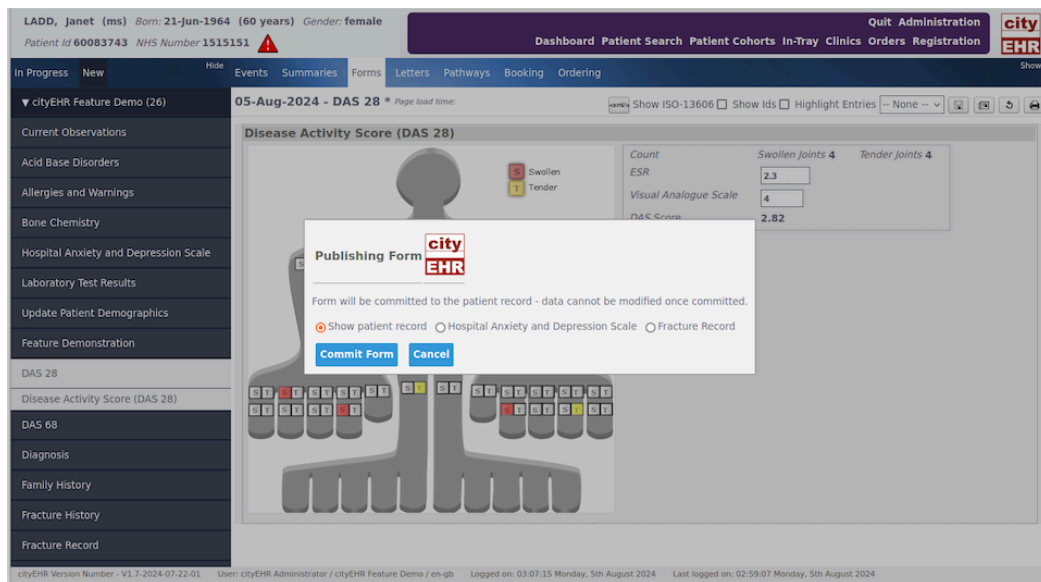 LADD, Janet (ms) Born: 21-Jun-1964 (60 years) Gender: female
Patient Id 60083743 NHS Number 1515151
Quit Administration
Dashboard Patient Search Patient Cohorts In-Tray Clinics Orders Registration
city
EHR
In Progress New Hide
Events Summaries Forms Letters Pathways Booking Ordering
Show
▼ cityEHR Feature Demo (26)
Current Observations
Acid Base Disorders
Allergies and Warnings
Bone Chemistry
Hospital Anxiety and Depression Scale
Laboratory Test Results
Update Patient Demographics
Feature Demonstration
DAS 28
Disease Activity Score (DAS 28)
DAS 68
Diagnosis
Family History
Fracture History
Fracture Record
05-Aug-2024 - DAS 28 * Page load time:
Show ISO-13606 Show Ids Highlight Entries -- None --
Disease Activity Score (DAS 28)
S Swollen
T Tender
Count Swollen Joints 4 Tender Joints 4
ESR 2.3
Visual Analogue Scale 4
DAS Score 2.82
Publishing Form
city
EHR
Form will be committed to the patient record - data cannot be modified once committed.
Show patient record Hospital Anxiety and Depression Scale Fracture Record
Commit Form Cancel
S
S T S T S T S T S T S T S T S T S T S T S T S T
S T S T S T S T S T S T S T S T
cityEHR Version Number - V1.7-2024-07-22-01 User: cityEHR Administrator / cityEHR Feature Demo / en-gb Logged on: 03:07:15 Monday, 5th August 2024 Last logged on: 02:59:07 Monday, 5th August 2024